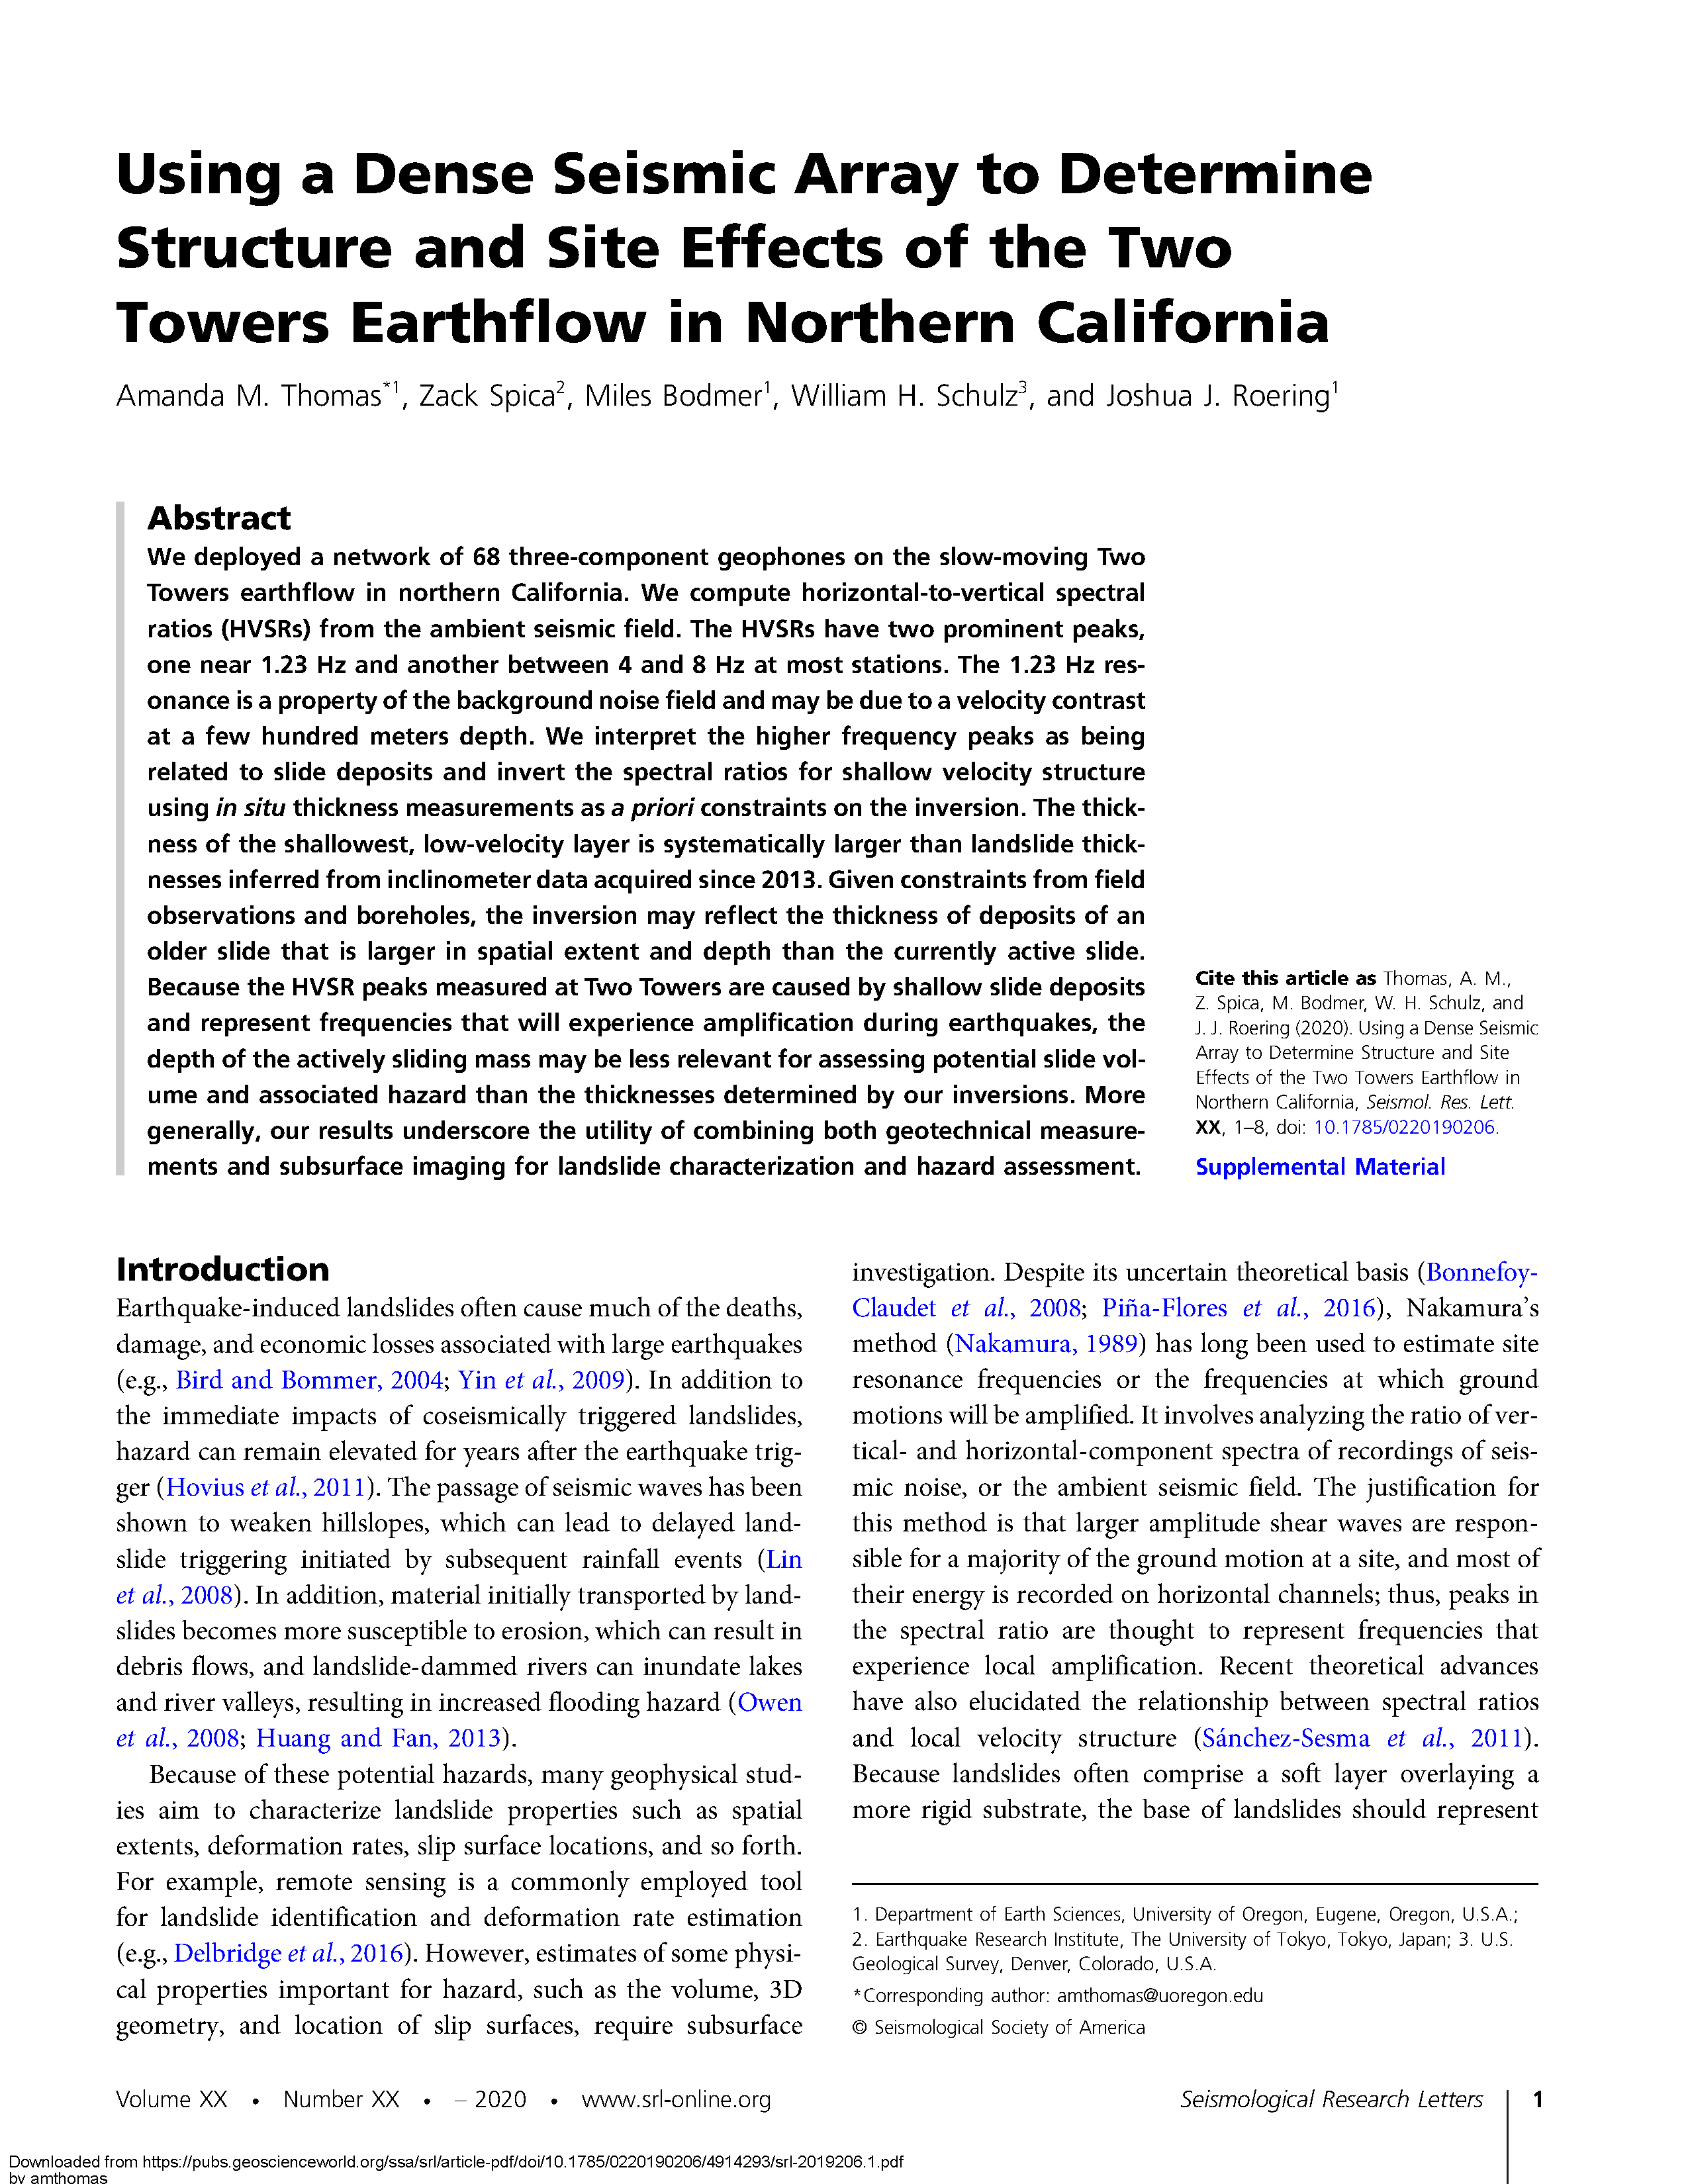 Using a Dense Seismic Array to Determine
Structure and Site Effects of the Two
Towers Earthflow in Northern California
Amanda M. Thomas*1, Zack Spica2, Miles Bodmer1, William H. Schulz3, and Joshua J. Roering1
Abstract
We deployed a network of 68 three-component geophones on the slow-moving Two
Towers earthflow in northern California. We compute horizontal-to-vertical spectral
ratios (HVSRs) from the ambient seismic field. The HVSRs have two prominent peaks,
one near 1.23 Hz and another between 4 and 8 Hz at most stations. The 1.23 Hz res-
onance is a property of the background noise field and may be due to a velocity contrast
at a few hundred meters depth. We interpret the higher frequency peaks as being
related to slide deposits and invert the spectral ratios for shallow velocity structure
using in situ thickness measurements as a priori constraints on the inversion. The thick-
ness of the shallowest, low-velocity layer is systematically larger than landslide thick-
nesses inferred from inclinometer data acquired since 2013. Given constraints from field
observations and boreholes, the inversion may reflect the thickness of deposits of an
older slide that is larger in spatial extent and depth than the currently active slide.
Because the HVSR peaks measured at Two Towers are caused by shallow slide deposits
and represent frequencies that will experience amplification during earthquakes, the
depth of the actively sliding mass may be less relevant for assessing potential slide vol-
ume and associated hazard than the thicknesses determined by our inversions. More
generally, our results underscore the utility of combining both geotechnical measure-
ments and subsurface imaging for landslide characterization and hazard assessment.
Cite this article as Thomas, A. M.,
Z. Spica, M. Bodmer, W. H. Schulz, and
J. J. Roering (2020). Using a Dense Seismic
Array to Determine Structure and Site
Effects of the Two Towers Earthflow in
Northern California, Seismol. Res. Lett.
XX, 1–8, doi: 10.1785/0220190206.
Supplemental Material
Introduction
Earthquake-induced landslides often cause much of the deaths,
damage, and economic losses associated with large earthquakes
(e.g., Bird and Bommer, 2004; Yin et al., 2009). In addition to
the immediate impacts of coseismically triggered landslides,
hazard can remain elevated for years after the earthquake trig-
ger (Hovius et al., 2011). The passage of seismic waves has been
shown to weaken hillslopes, which can lead to delayed land-
slide triggering initiated by subsequent rainfall events (Lin
et al., 2008). In addition, material initially transported by land-
slides becomes more susceptible to erosion, which can result in
debris flows, and landslide-dammed rivers can inundate lakes
and river valleys, resulting in increased flooding hazard (Owen
et al., 2008; Huang and Fan, 2013).
Because of these potential hazards, many geophysical stud-
ies aim to characterize landslide properties such as spatial
extents, deformation rates, slip surface locations, and so forth.
For example, remote sensing is a commonly employed tool
for landslide identification and deformation rate estimation
(e.g., Delbridge et al., 2016). However, estimates of some physi-
cal properties important for hazard, such as the volume, 3D
geometry, and location of slip surfaces, require subsurface
investigation. Despite its uncertain theoretical basis (Bonnefoy-
Claudet et al., 2008; Piña-Flores et al., 2016), Nakamura's
method (Nakamura, 1989) has long been used to estimate site
resonance frequencies or the frequencies at which ground
motions will be amplified. It involves analyzing the ratio of ver-
tical- and horizontal-component spectra of recordings of seis-
mic noise, or the ambient seismic field. The justification for
this method is that larger amplitude shear waves are respon-
sible for a majority of the ground motion at a site, and most of
their energy is recorded on horizontal channels; thus, peaks in
the spectral ratio are thought to represent frequencies that
experience local amplification. Recent theoretical advances
have also elucidated the relationship between spectral ratios
and local velocity structure (Sánchez-Sesma et al., 2011).
Because landslides often comprise a soft layer overlaying a
more rigid substrate, the base of landslides should represent
1. Department of Earth Sciences, University of Oregon, Eugene, Oregon, U.S.A.;
2. Earthquake Research Institute, The University of Tokyo, Tokyo, Japan; 3. U.S.
Geological Survey, Denver, Colorado, U.S.A.
*Corresponding author: amthomas@uoregon.edu
© Seismological Society of America
Volume XX • Number XX • – 2020 • www.srl-online.org
Seismological Research Letters 1
Downloaded from https://pubs.geoscienceworld.org/ssa/srl/article-pdf/doi/10.1785/0220190206/4914293/srl-2019206.1.pdf
by amthomas